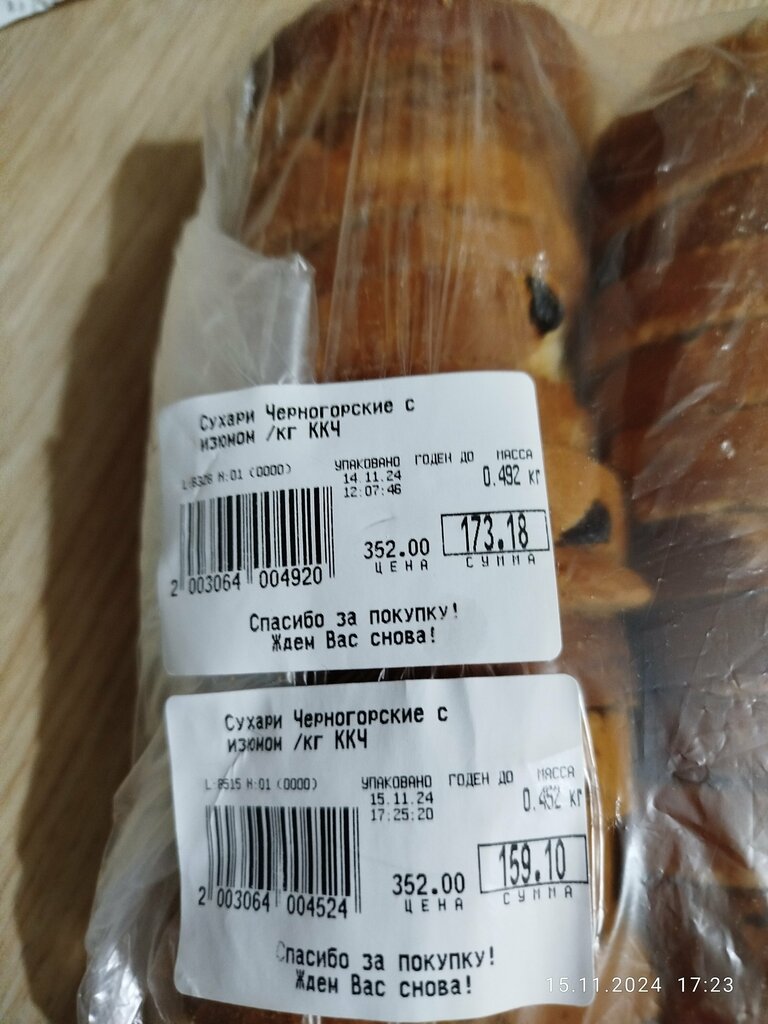 Сухари Черногорские с
изюмом /кг ККЧ
L-8328 N:01 (0000)
УПАКОВАНО ГОДЕН ДО МАССА
14.11.24 0.492 кг
12:07:46
352.00 173.18
ЦЕНА СУММА
2 003064 004920
Спасибо за покупку!
Ждем Вас снова!
Сухари Черногорские с
изюмом /кг ККЧ
L-8515 N:01 (0000)
УПАКОВАНО ГОДЕН ДО МАССА
15.11.24 0.452 кг
17:25:20
352.00 159.10
ЦЕНА СУММА
2 003064 004524
Спасибо за покупку!
Ждем Вас снова!
15.11.2024 17:23